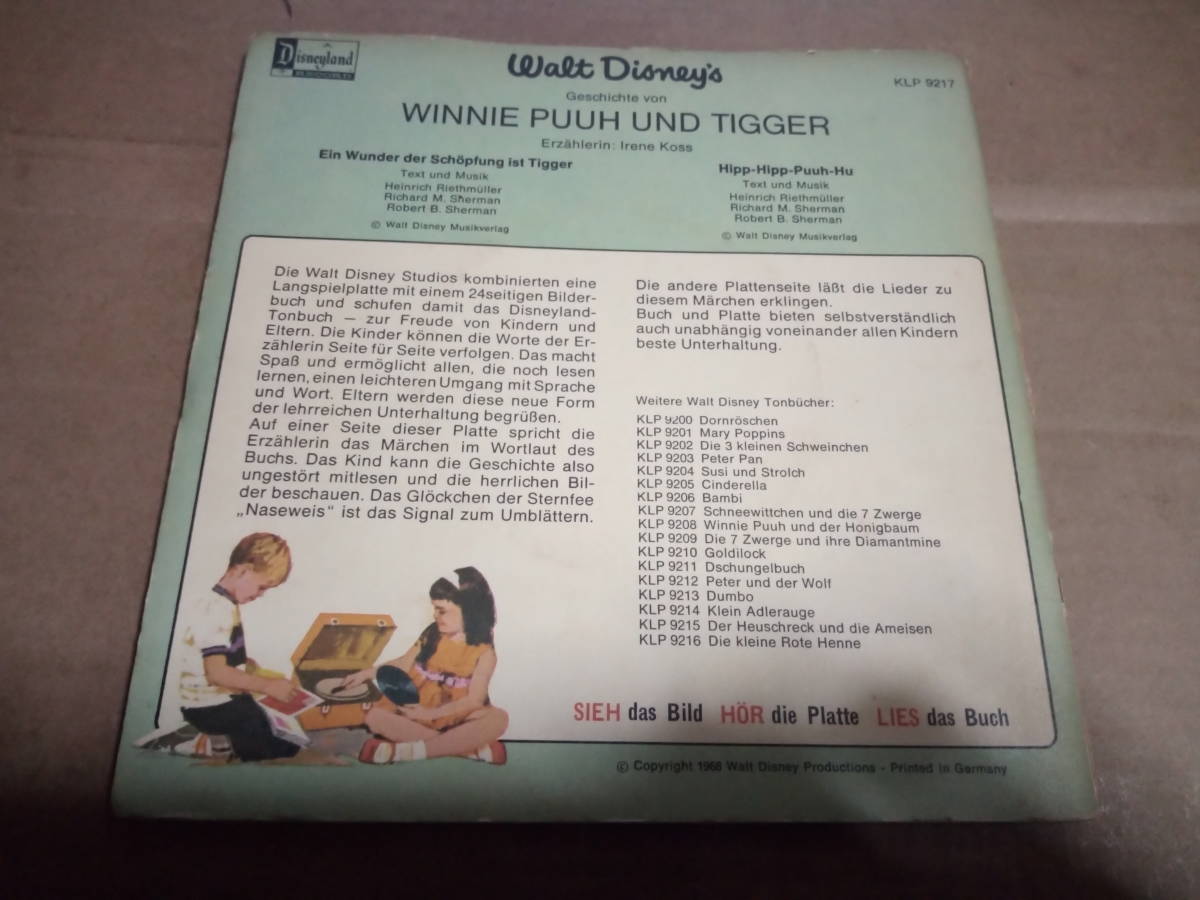 Disneyland
Walt Disney's
KLP 9217
Geschichte von
WINNIE PUUH UND TIGGER
Erzählerin: Irene Koss
Ein Wunder der Schöpfung ist Tigger
Text und Musik
Heinrich Riethmüller
Richard M. Sherman
Robert B. Sherman
© Walt Disney Musikverlag
Hipp-Hipp-Puuh-Hu
Text und Musik
Heinrich Riethmüller
Richard M. Sherman
Robert B. Sherman
© Walt Disney Musikverlag
Die Walt Disney Studios kombinierten eine
Langspielplatte mit einem 24seitigen Bilder-
buch und schufen damit das Disneyland-
Tonbuch – zur Freude von Kindern und
Eltern. Die Kinder können die Worte der Er-
zählerin Seite für Seite verfolgen. Das macht
Spaß und ermöglicht allen, die noch lesen
lernen, einen leichteren Umgang mit Sprache
und Wort. Eltern werden diese neue Form
der lehrreichen Unterhaltung begrüßen.
Auf einer Seite dieser Platte spricht die
Erzählerin das Märchen im Wortlaut des
Buchs. Das Kind kann die Geschichte also
ungestört mitlesen und die herrlichen Bil-
der beschauen. Das Glöckchen der Sternfee
„Naseweis" ist das Signal zum Umblättern.
Die andere Plattenseite läßt die Lieder zu
diesem Märchen erklingen.
Buch und Platte bieten selbstverständlich
auch unabhängig voneinander allen Kindern
beste Unterhaltung.
Weitere Walt Disney Tonbücher:
KLP 9200 Dornröschen
KLP 9201 Mary Poppins
KLP 9202 Die 3 kleinen Schweinchen
KLP 9203 Peter Pan
KLP 9204 Susi und Strolch
KLP 9205 Cinderella
KLP 9206 Bambi
KLP 9207 Schneewittchen und die 7 Zwerge
KLP 9208 Winnie Puuh und der Honigbaum
KLP 9209 Die 7 Zwerge und ihre Diamantmine
KLP 9210 Goldilock
KLP 9211 Dschungelbuch
KLP 9212 Peter und der Wolf
KLP 9213 Dumbo
KLP 9214 Klein Adlerauge
KLP 9215 Der Heuschreck und die Ameisen
KLP 9216 Die kleine Rote Henne
SIEH das Bild HÖR die Platte LIES das Buch
© Copyright 1968 Walt Disney Productions - Printed in Germany